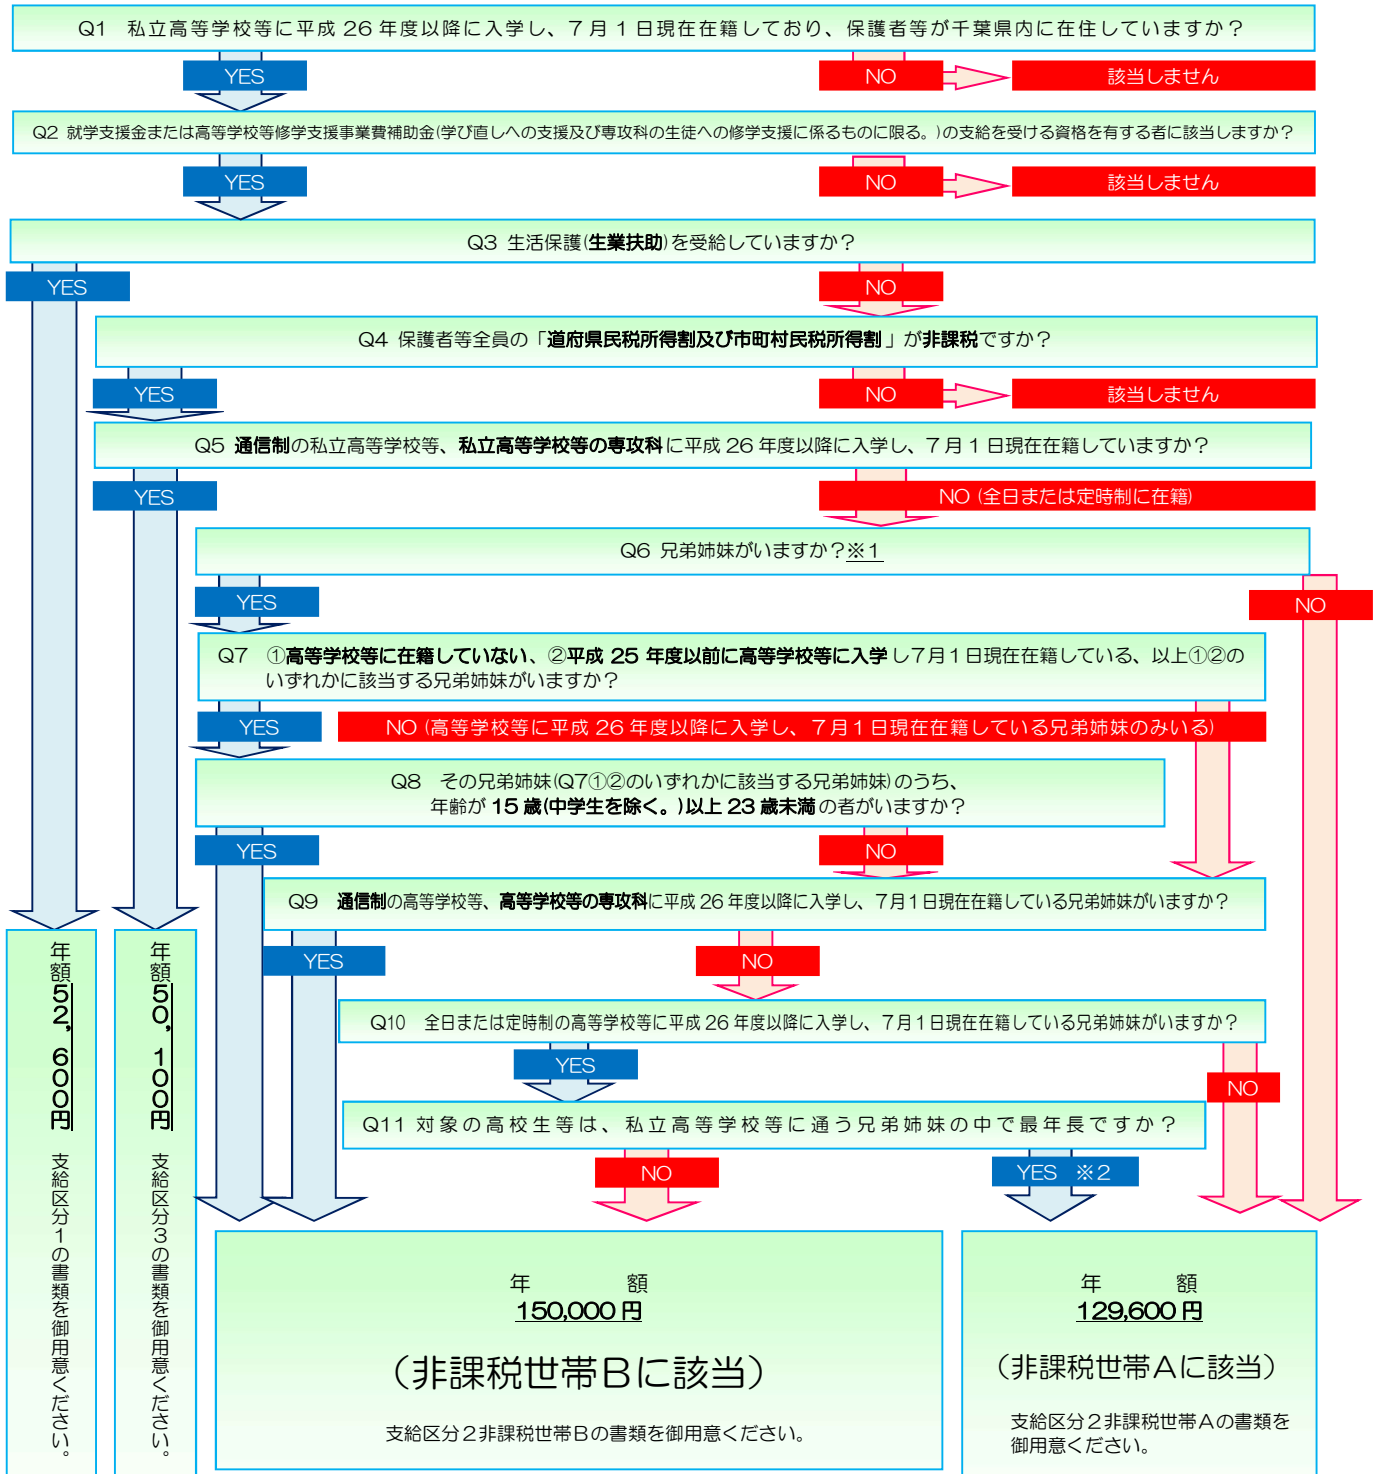 Q1　私立高等学校等に平成 26 年度以降に入学し、７月１日現在在籍しており、保護者等が千葉県内に在住していますか？
YES
NO
該当しません
Q2 就学支援金または高等学校等修学支援事業費補助金(学び直しへの支援及び専攻科の生徒への修学支援に係るものに限る。)の支給を受ける資格を有する者に該当しますか？
YES
NO
該当しません
Q3 生活保護(生業扶助)を受給していますか？
YES
NO
Q4 保護者等全員の「道府県民税所得割及び市町村民税所得割」が非課税ですか？
YES
NO
該当しません
Q5 通信制の私立高等学校等、私立高等学校等の専攻科に平成 26 年度以降に入学し、７月１日現在在籍していますか？
YES
NO (全日または定時制に在籍)
Q6 兄弟姉妹がいますか？※１
YES
NO
Q7　①高等学校等に在籍していない、②平成 25 年度以前に高等学校等に入学し７月１日現在在籍している、以上①②の
いずれかに該当する兄弟姉妹がいますか？
YES
NO (高等学校等に平成 26 年度以降に入学し、７月１日現在在籍している兄弟姉妹のみいる)
Q8　その兄弟姉妹(Q7①②のいずれかに該当する兄弟姉妹)のうち、
年齢が 15 歳(中学生を除く。)以上 23 歳未満の者がいますか？
YES
NO
Q9　通信制の高等学校等、高等学校等の専攻科に平成 26 年度以降に入学し、７月１日現在在籍している兄弟姉妹がいますか？
YES
NO
Q10　全日または定時制の高等学校等に平成 26 年度以降に入学し、７月１日現在在籍している兄弟姉妹がいますか？
YES
NO
Q11 対象の高校生等は、私立高等学校等に通う兄弟姉妹の中で最年長ですか？
NO
YES　※２
年額５２，６００円　支給区分１の書類を御用意ください。
年額５０，１００円　支給区分３の書類を御用意ください。
年　　　額
150,000 円
（非課税世帯Ｂに該当）
支給区分２非課税世帯Ｂの書類を御用意ください。
年　　　額
129,600 円
（非課税世帯Ａに該当）
支給区分２非課税世帯Ａの書類を
御用意ください。